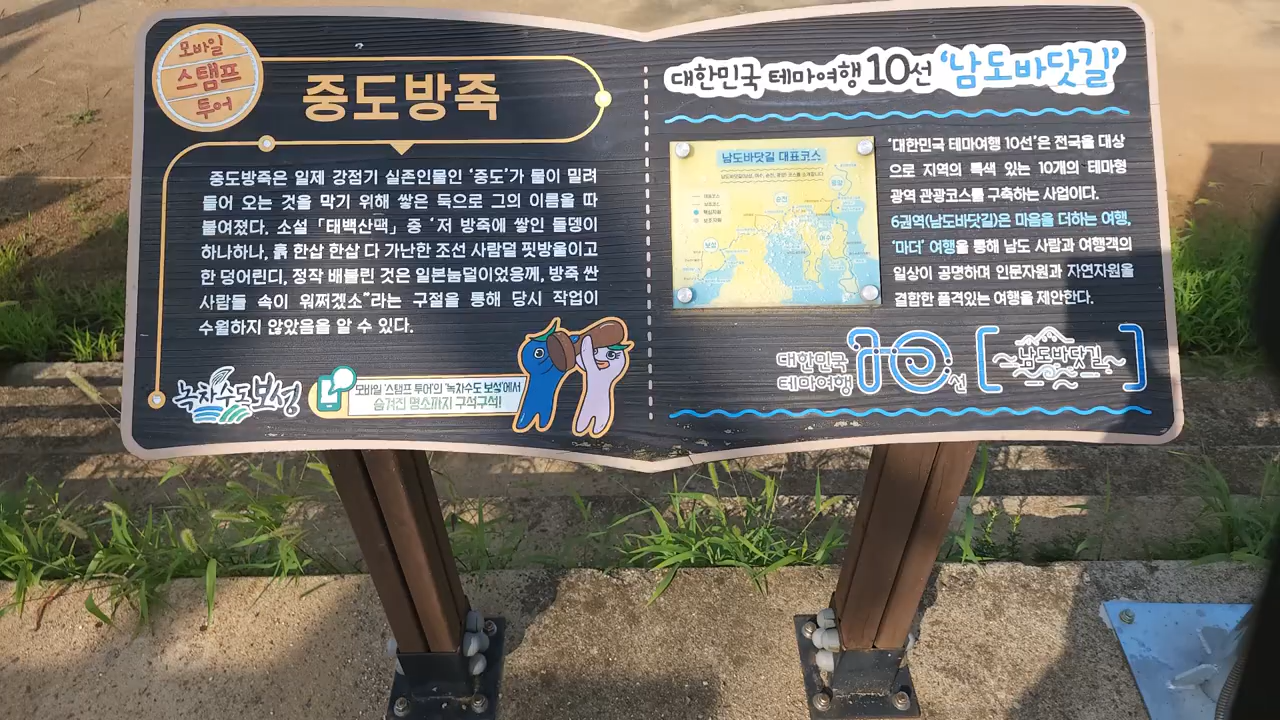 모바일
스탬프
투어
중도방죽
중도방죽은 일제 강점기 실존인물인 '중도'가 물이 밀려
들어 오는 것을 막기 위해 쌓은 둑으로 그의 이름을 따
붙여졌다. 소설 「태백산맥」 중 ' 저 방죽에 쌓인 돌덩이
하나하나, 흙 한삽 한삽 다 가난한 조선 사람덜 핏방울이고
한 덩어린디, 정작 배불린 것은 일본눔덜이었응께, 방죽 싼
사람들 속이 워쩌겠소"라는 구절을 통해 당시 작업이
수월하지 않았음을 알 수 있다.
녹차수도보성
모바일 '스탬프 투어'의 '녹차수도 보성'에서
숨겨진 명소까지 구석구석!
대한민국 테마여행 10선 '남도바닷길'
남도바닷길 대표코스
순천
광양
여수
보성
'대한민국 테마여행 10선'은 전국을 대상
으로 지역의 특색 있는 10개의 테마형
광역 관광코스를 구축하는 사업이다.
6권역(남도바닷길)은 마음을 더하는 여행,
'마더' 여행을 통해 남도 사람과 여행객의
일상이 공명하며 인문자원과 자연자원을
결합한 품격있는 여행을 제안한다.
대한민국
테마여행 10선
남도바닷길